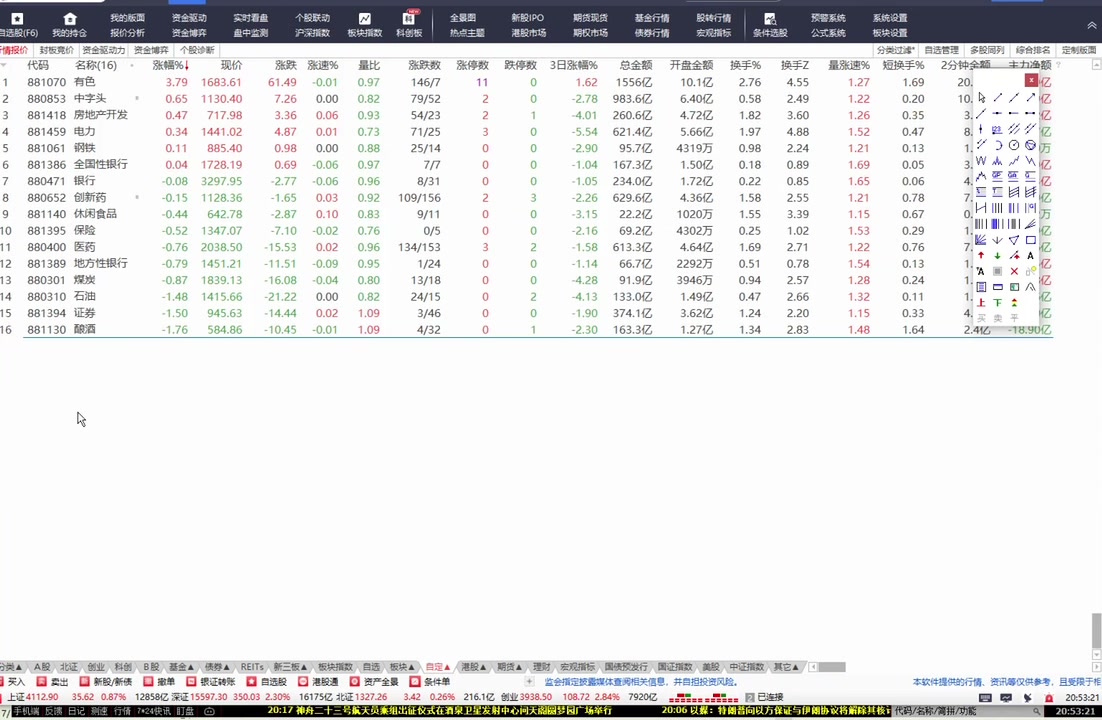 我的版面 资金驱动 实时看盘 个股联动 全景图 新股IPO 期货现货 基金行情 股转行情 预警系统 系统设置
自选股(F6) 我的持仓 报价分析 资金博弈 盘中监测 沪深指数 板块指数 NEW 科 科创板 热点主题 港股市场 期权市场 债券行情 宏观指标 条件选股 公式系统 板块设置
情报价 封板竞价 资金驱动力 资金博弈 个股诊断 分类过滤* 自选管理 多股同列 综合排名 定制版面
代码 名称(16) 涨幅%↓ 现价 涨跌 涨速% 量比 涨跌数 涨停数 跌停数 3日涨幅% 总金额 开盘金额 换手% 换手Z 量涨速% 短换手% 2分钟金额 主力净额 ?
1 881070 有色 3.79 1683.61 61.49 -0.01 0.97 146/7 11 1 1.62 1556亿 10.1亿 2.76 4.55 1.27 1.69 20.
2 880853 中字头 0.65 1130.40 7.26 0.00 0.82 79/52 2 0 -2.78 983.6亿 6.40亿 0.58 2.49 1.22 0.20 10.
3 881418 房地产开发 0.47 717.98 3.36 0.06 0.93 54/23 2 1 -4.01 260.6亿 4.72亿 1.82 3.60 1.26 0.35 3.
4 881459 电力 0.34 1441.02 4.87 0.01 0.73 71/25 3 0 -5.54 621.4亿 5.66亿 1.97 4.88 1.52 0.47 8.
5 881061 钢铁 0.11 885.40 0.98 0.00 0.88 25/14 0 0 -2.90 95.7亿 4319万 0.98 2.24 1.21 0.13 1.
6 881386 全国性银行 0.04 1728.19 0.69 -0.06 0.97 7/7 0 0 -1.04 167.3亿 1.50亿 0.18 0.89 1.69 0.05 3.
7 880471 银行 -0.08 3297.95 -2.77 -0.06 0.96 8/31 0 0 -1.05 234.0亿 1.72亿 0.22 0.85 1.65 0.06 4.
8 880652 创新药 -0.15 1128.36 -1.65 0.03 0.92 109/156 3 2 -2.26 629.6亿 4.36亿 1.58 2.55 1.21 0.78 7.
9 881140 休闲食品 -0.44 642.78 -2.87 0.10 0.83 9/11 0 0 -3.15 22.2亿 1020万 1.55 3.39 1.15 0.67 0.
10 881395 保险 -0.52 1347.07 -7.10 -0.02 0.76 0/5 0 0 -2.16 69.2亿 4302万 0.25 1.02 1.53 0.29 1.
11 880400 医药 -0.76 2038.50 -15.53 0.02 0.96 134/153 3 2 -1.58 613.3亿 4.64亿 1.69 2.71 1.22 0.76 7.
12 881389 地方性银行 -0.79 1451.21 -11.51 -0.09 0.95 1/24 0 0 -1.14 66.7亿 2292万 0.51 0.78 1.54 0.13 1.
13 880301 煤炭 -0.87 1839.13 -16.08 -0.04 0.80 13/18 0 0 -4.28 91.9亿 3946万 0.94 2.57 1.28 0.24 1.
14 880310 石油 -1.48 1415.66 -21.22 0.00 0.82 24/15 0 2 -4.13 133.0亿 1.49亿 0.47 2.66 1.32 0.11 1.
15 881394 证券 -1.50 945.63 -14.44 0.02 1.09 3/46 0 0 -1.90 374.1亿 3.62亿 1.24 2.20 1.15 0.33 4.
16 881130 酿酒 -1.76 584.86 -10.45 -0.01 1.09 4/32 0 1 -2.30 163.3亿 1.27亿 1.34 2.83 1.48 1.64 2.4亿 -18.90亿
A
A
上 下
买 卖 平
分类▲ A股 北证 创业 科创 B股 基金▲ 债券▲ REITs 新三板▲ 板块指数 自选 板块▲ 自定▲ 港股▲ 期货▲ 理财 宏观指标 国债预发行 国证指数 美股 中证指数 其它▲
买入 卖出 新股/新债 撤单 银证转账 自选股 港股通 资产全景 条件单 监会指定披露媒体查阅相关信息，并自担投资风险。 本软件提供的行情、资讯等仅供参考，且受限于相
上证4112.90 35.62 0.87% 12858亿 深证15597.30 350.03 2.30% 16175亿 北证1327.26 3.42 0.26% 216.1亿 创业3938.50 108.72 2.84% 7920亿 2 已连接 20:53:21
手机端 反馈 日记 测速 行情 7*24快讯 盯盘 20:17 神舟二十三号航天员乘组出征仪式在酒泉卫星发射中心问天阁圆梦园广场举行 20:06 以媒：特朗普向以方保证与伊朗协议将解除其核 代码/名称/简拼/功能 20:53:21